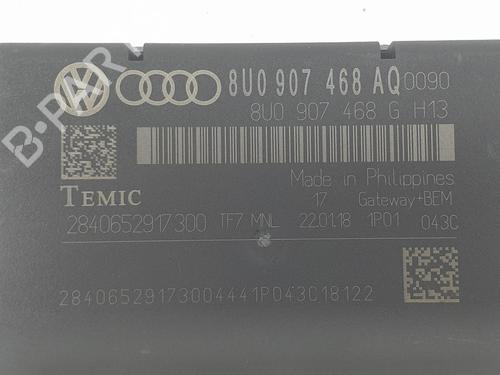 8U0 907 468 AQ 0090
8U0 907 468 G H13
TEMIC
Made in Philippines
17 Gateway+BEM
2840652917300 TF7 MNL 22.01.18 1P01 043C
28406529173004441P043C18122
B-PARTS